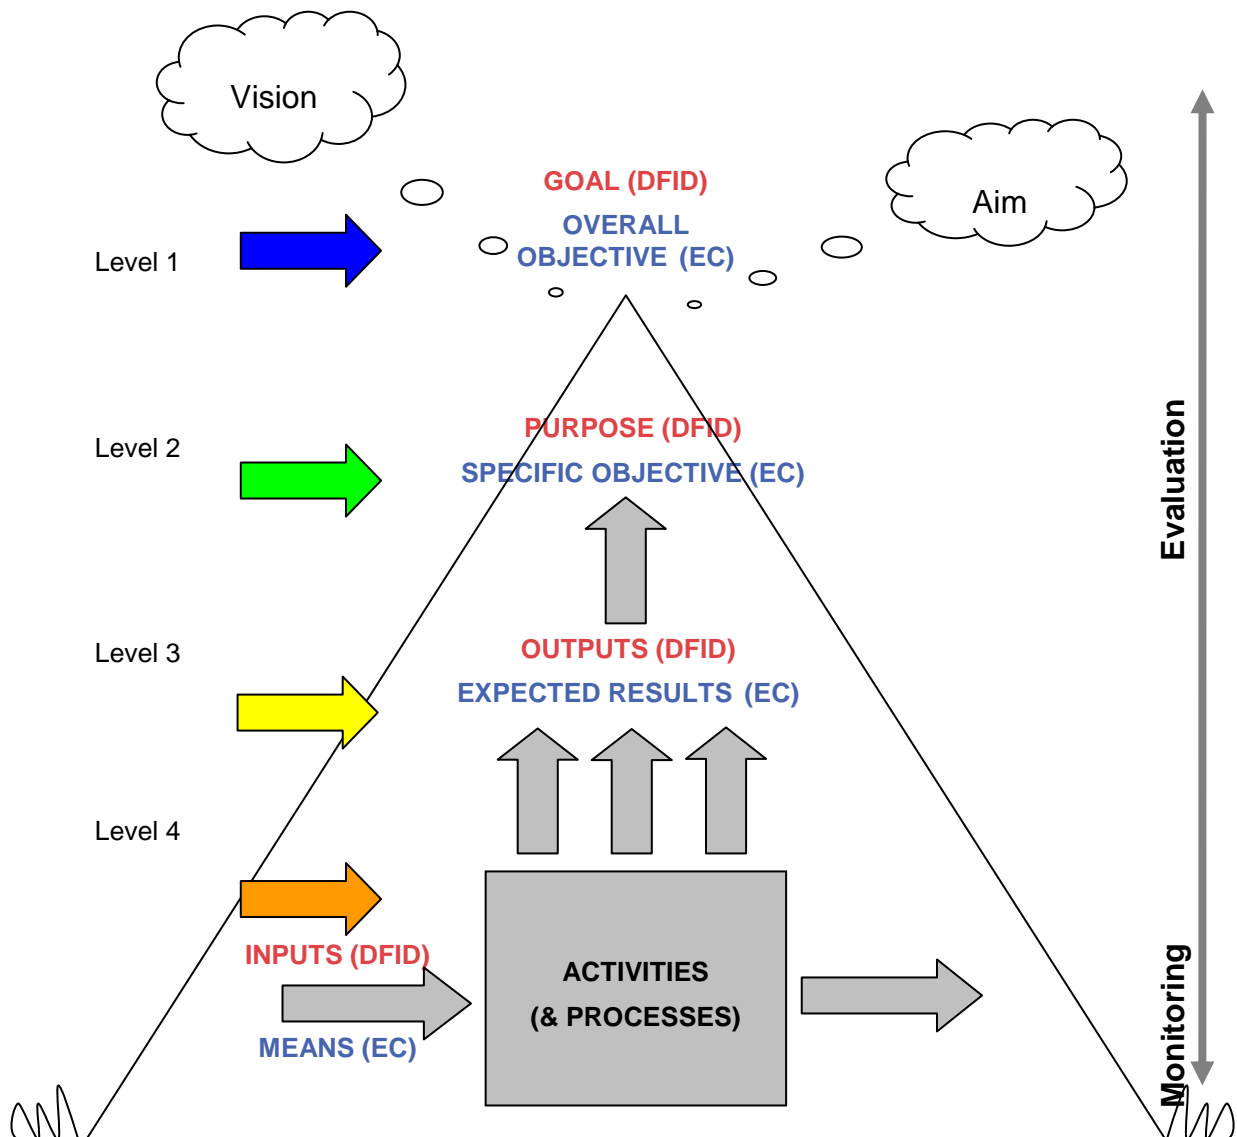 Vision
GOAL (DFID)
Aim
OVERALL
OBJECTIVE (EC)
Level 1
PURPOSE (DFID)
Level 2
SPECIFIC OBJECTIVE (EC)
Evaluation
OUTPUTS (DFID)
Level 3
EXPECTED RESULTS (EC)
Level 4
INPUTS (DFID)
ACTIVITIES
(& PROCESSES)
MEANS (EC)
Monitoring